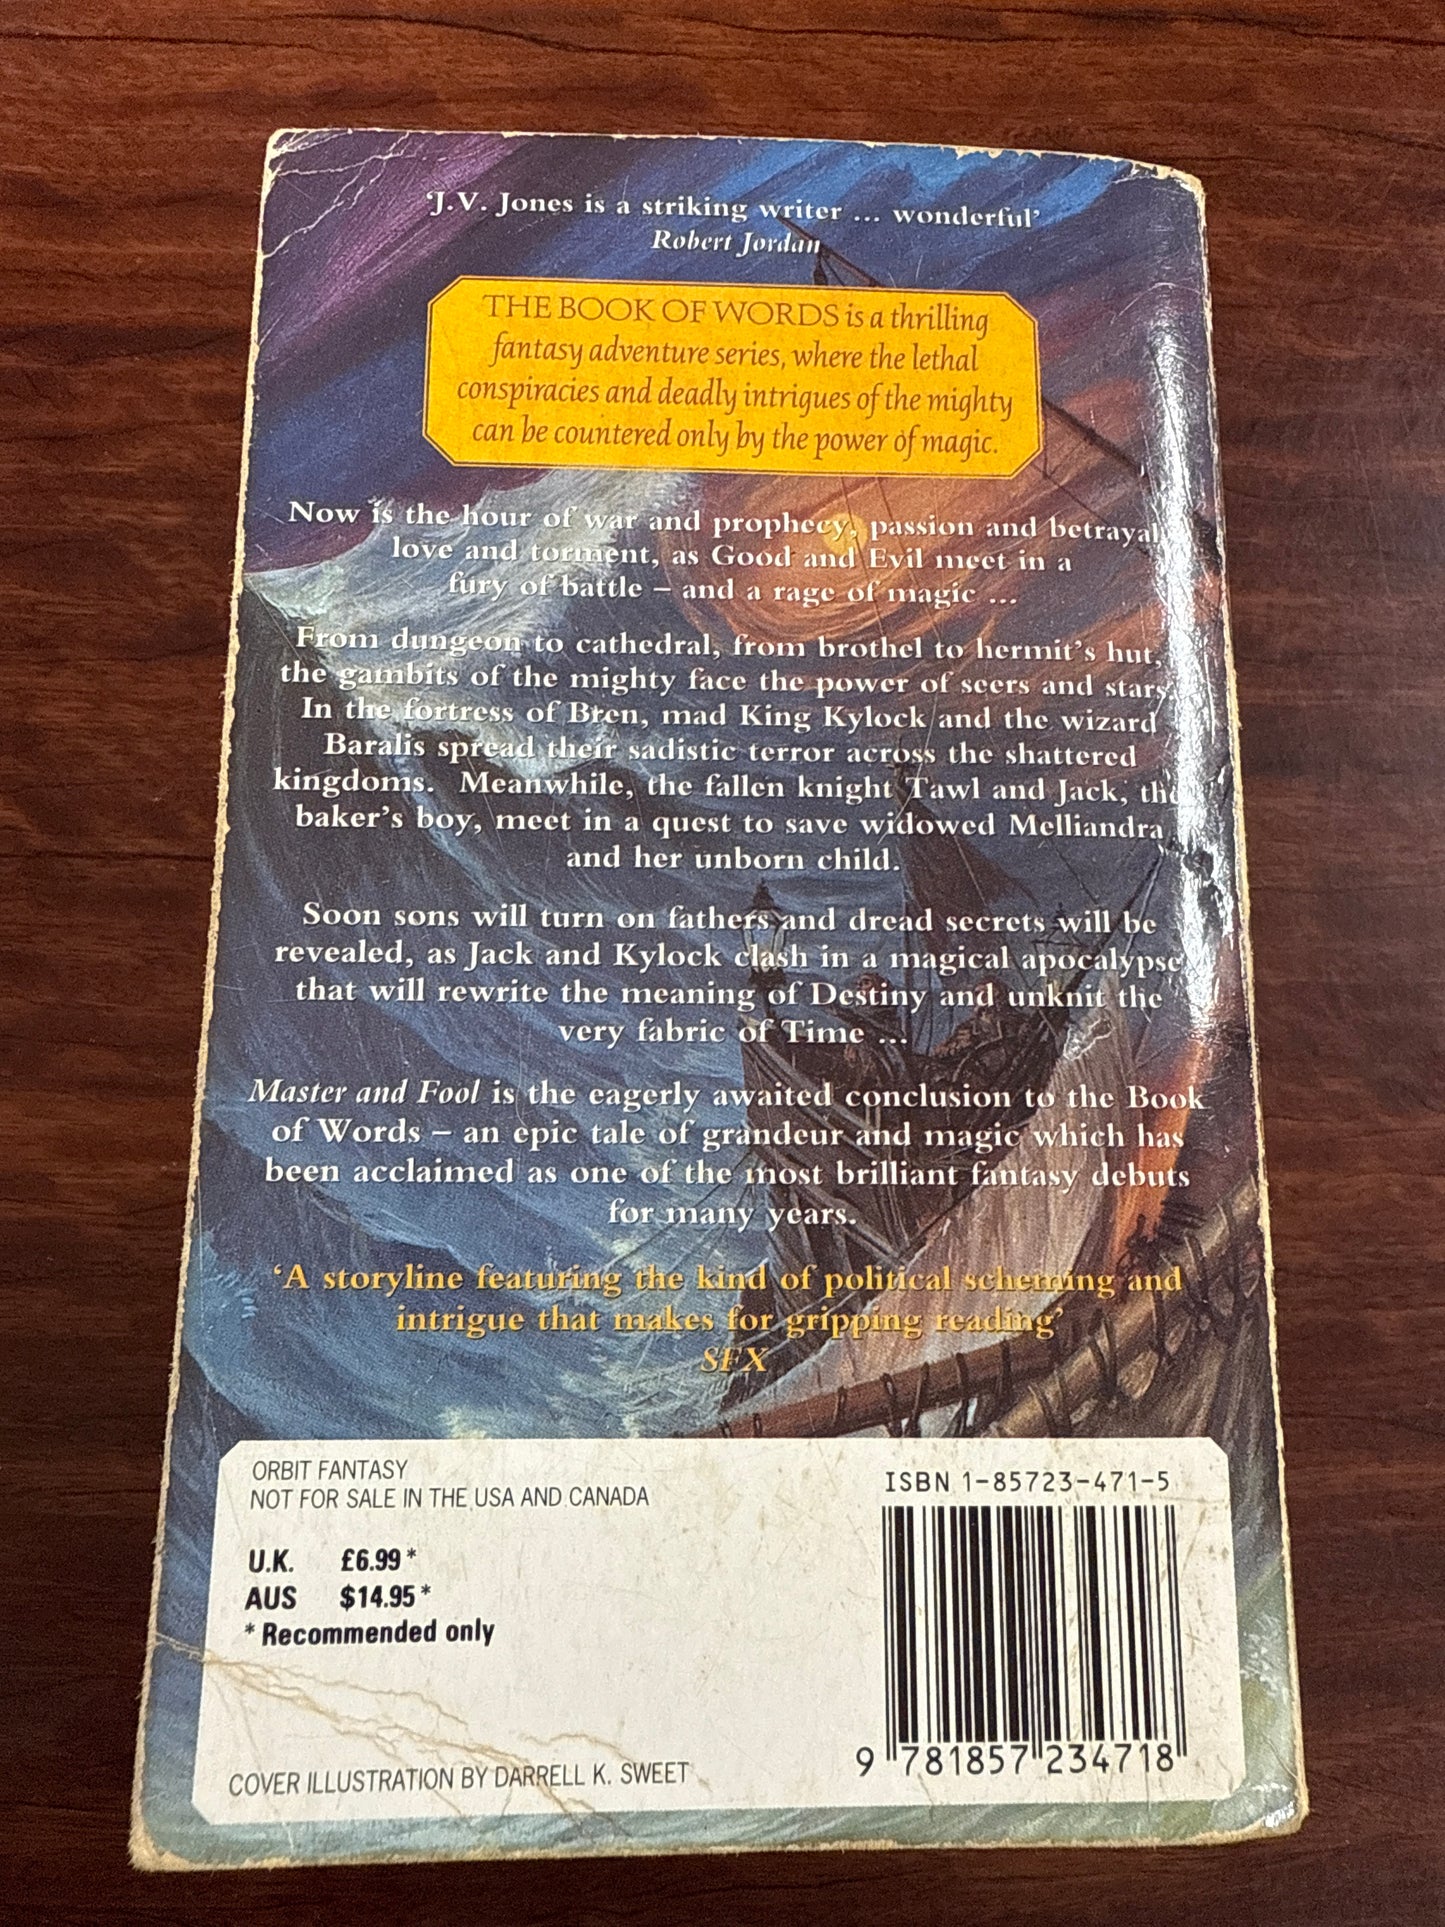 ‘J.V. Jones is a striking writer ... wonderful’
Robert Jordan
THE BOOK OF WORDS is a thrilling
fantasy adventure series, where the lethal
conspiracies and deadly intrigues of the mighty
can be countered only by the power of magic.
Now is the hour of war and prophecy, passion and betrayal,
love and torment, as Good and Evil meet in a
fury of battle – and a rage of magic ...
From dungeon to cathedral, from brothel to hermit's hut,
the gambits of the mighty face the power of seers and stars.
In the fortress of Bren, mad King Kylock and the wizard
Baralis spread their sadistic terror across the shattered
kingdoms. Meanwhile, the fallen knight Tawl and Jack, the
baker's boy, meet in a quest to save widowed Melliandra
and her unborn child.
Soon sons will turn on fathers and dread secrets will be
revealed, as Jack and Kylock clash in a magical apocalypse
that will rewrite the meaning of Destiny and unknit the
very fabric of Time ...
Master and Fool is the eagerly awaited conclusion to the Book
of Words – an epic tale of grandeur and magic which has
been acclaimed as one of the most brilliant fantasy debuts
for many years.
‘A storyline featuring the kind of political scheming and
intrigue that makes for gripping reading’
SFX
ORBIT FANTASY
NOT FOR SALE IN THE USA AND CANADA
U.K. £6.99*
AUS $14.95*
* Recommended only
COVER ILLUSTRATION BY DARRELL K. SWEET
ISBN 1-85723-471-5
9 781857 234718